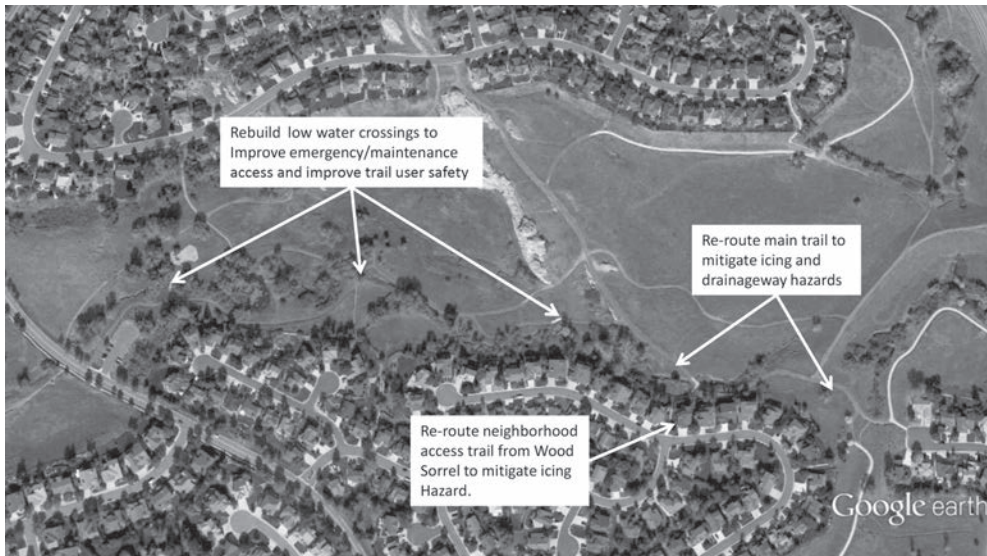 Rebuild low water crossings to
Improve emergency/maintenance
access and improve trail user safety
Re-route main trail to
mitigate icing and
drainageway hazards
Re-route neighborhood
access trail from Wood
Sorrel to mitigate icing
Hazard.
Google earth